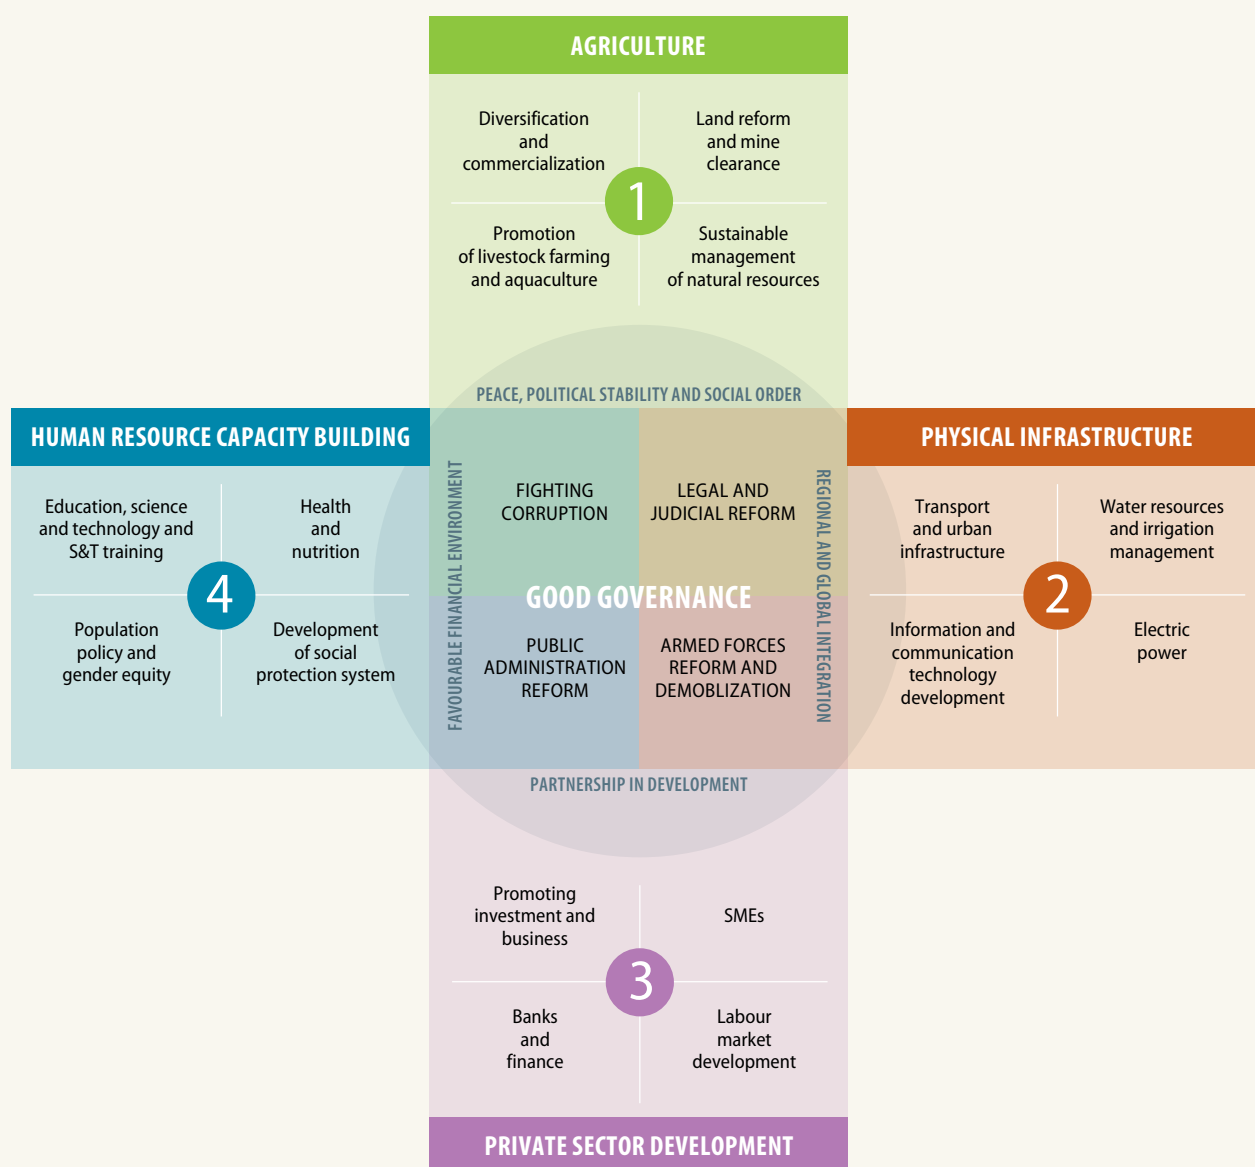 AGRICULTURE
Diversification
and
commercialization
Land reform
and mine
clearance
1
Promotion
of livestock farming
and aquaculture
Sustainable
management
of natural resources
PEACE, POLITICAL STABILITY AND SOCIAL ORDER
HUMAN RESOURCE CAPACITY BUILDING
Education, science
and technology and
S&T training
Health
and
nutrition
4
Population
policy and
gender equity
Development
of social
protection system
FAVOURABLE FINANCIAL ENVIRONMENT
FIGHTING
CORRUPTION
LEGAL AND
JUDICIAL REFORM
GOOD GOVERNANCE
PUBLIC
ADMINISTRATION
REFORM
ARMED FORCES
REFORM AND
DEMOBLIZATION
REGIONAL AND GLOBAL INTEGRATION
PHYSICAL INFRASTRUCTURE
Transport
and urban
infrastructure
Water resources
and irrigation
management
2
Information and
communication
technology
development
Electric
power
PARTNERSHIP IN DEVELOPMENT
Promoting
investment and
business
SMEs
3
Banks
and
finance
Labour
market
development
PRIVATE SECTOR DEVELOPMENT